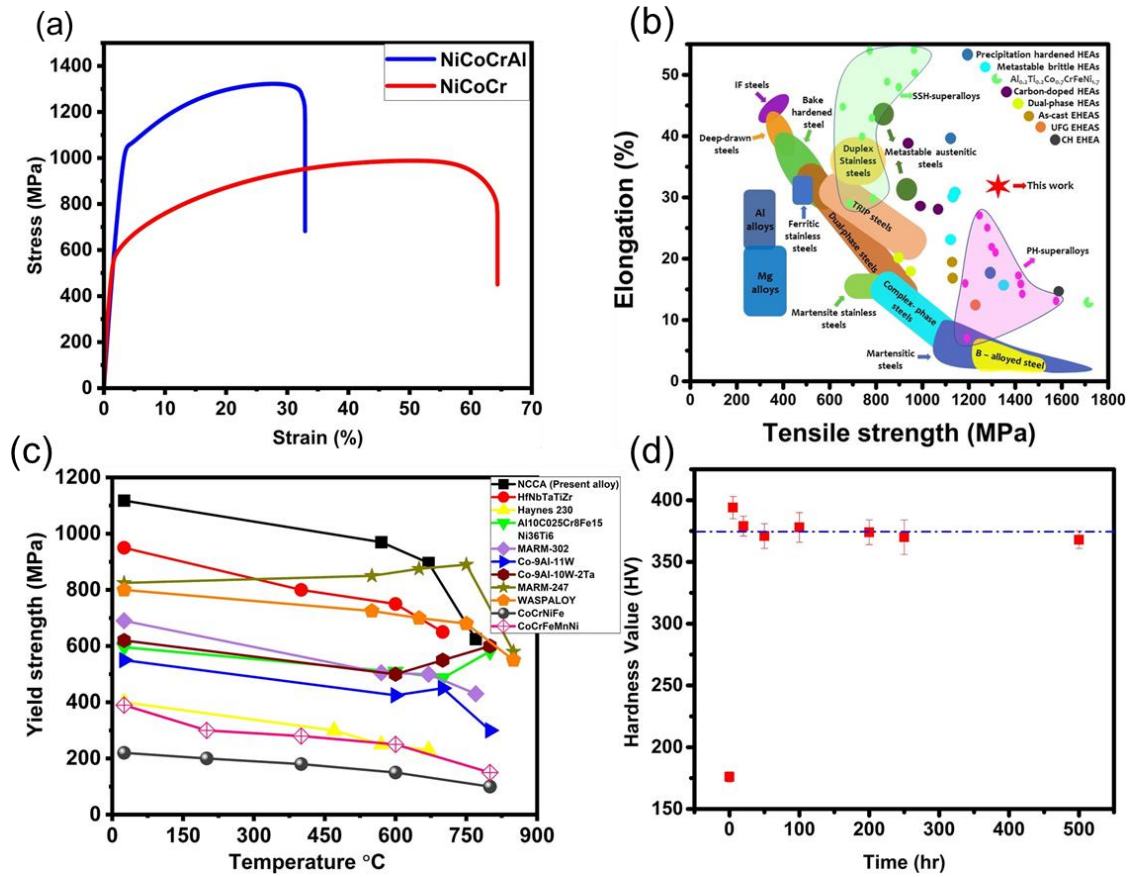 (a)
NiCoCrAl
NiCoCr
1400
1200
1000
800
600
400
200
0
Stress (MPa)
0 10 20 30 40 50 60 70
Strain (%)
(b)
Precipitation hardened HEAs
Metastable brittle HEAs
Carbon-doped HEAs
Dual-phase HEAs
As-cast EHEAS
UFG EHEAS
CH EHEA
IF steels
Bake
hardened
steel
SSH-superalloys
Deep-drawn
steels
Duplex
Stainless
steels
Metastable austenitic
steels
This work
Al
alloys
Ferritic
stainless
steels
TRIP steels
Dual-phase steels
PH-superalloys
Mg
alloys
Martensite stainless
steels
Complex- phase
steels
Martensitic
steels
B – alloyed steel
50
40
30
20
10
0
Elongation (%)
0 200 400 600 800 1000 1200 1400 1600 1800
Tensile strength (MPa)
(c)
NCCA (Present alloy)
HfNbTaTiZr
Haynes 230
Al10C025Cr8Fe15
Ni36Ti6
MARM-302
Co-9Al-11W
Co-9Al-10W-2Ta
MARM-247
WASPALOY
CoCrNiFe
CoCrFeMnNi
1200
1000
800
600
400
200
0
Yield strength (MPa)
0 150 300 450 600 750 900
Temperature °C
(d)
400
350
300
250
200
150
Hardness Value (HV)
0 100 200 300 400 500
Time (hr)